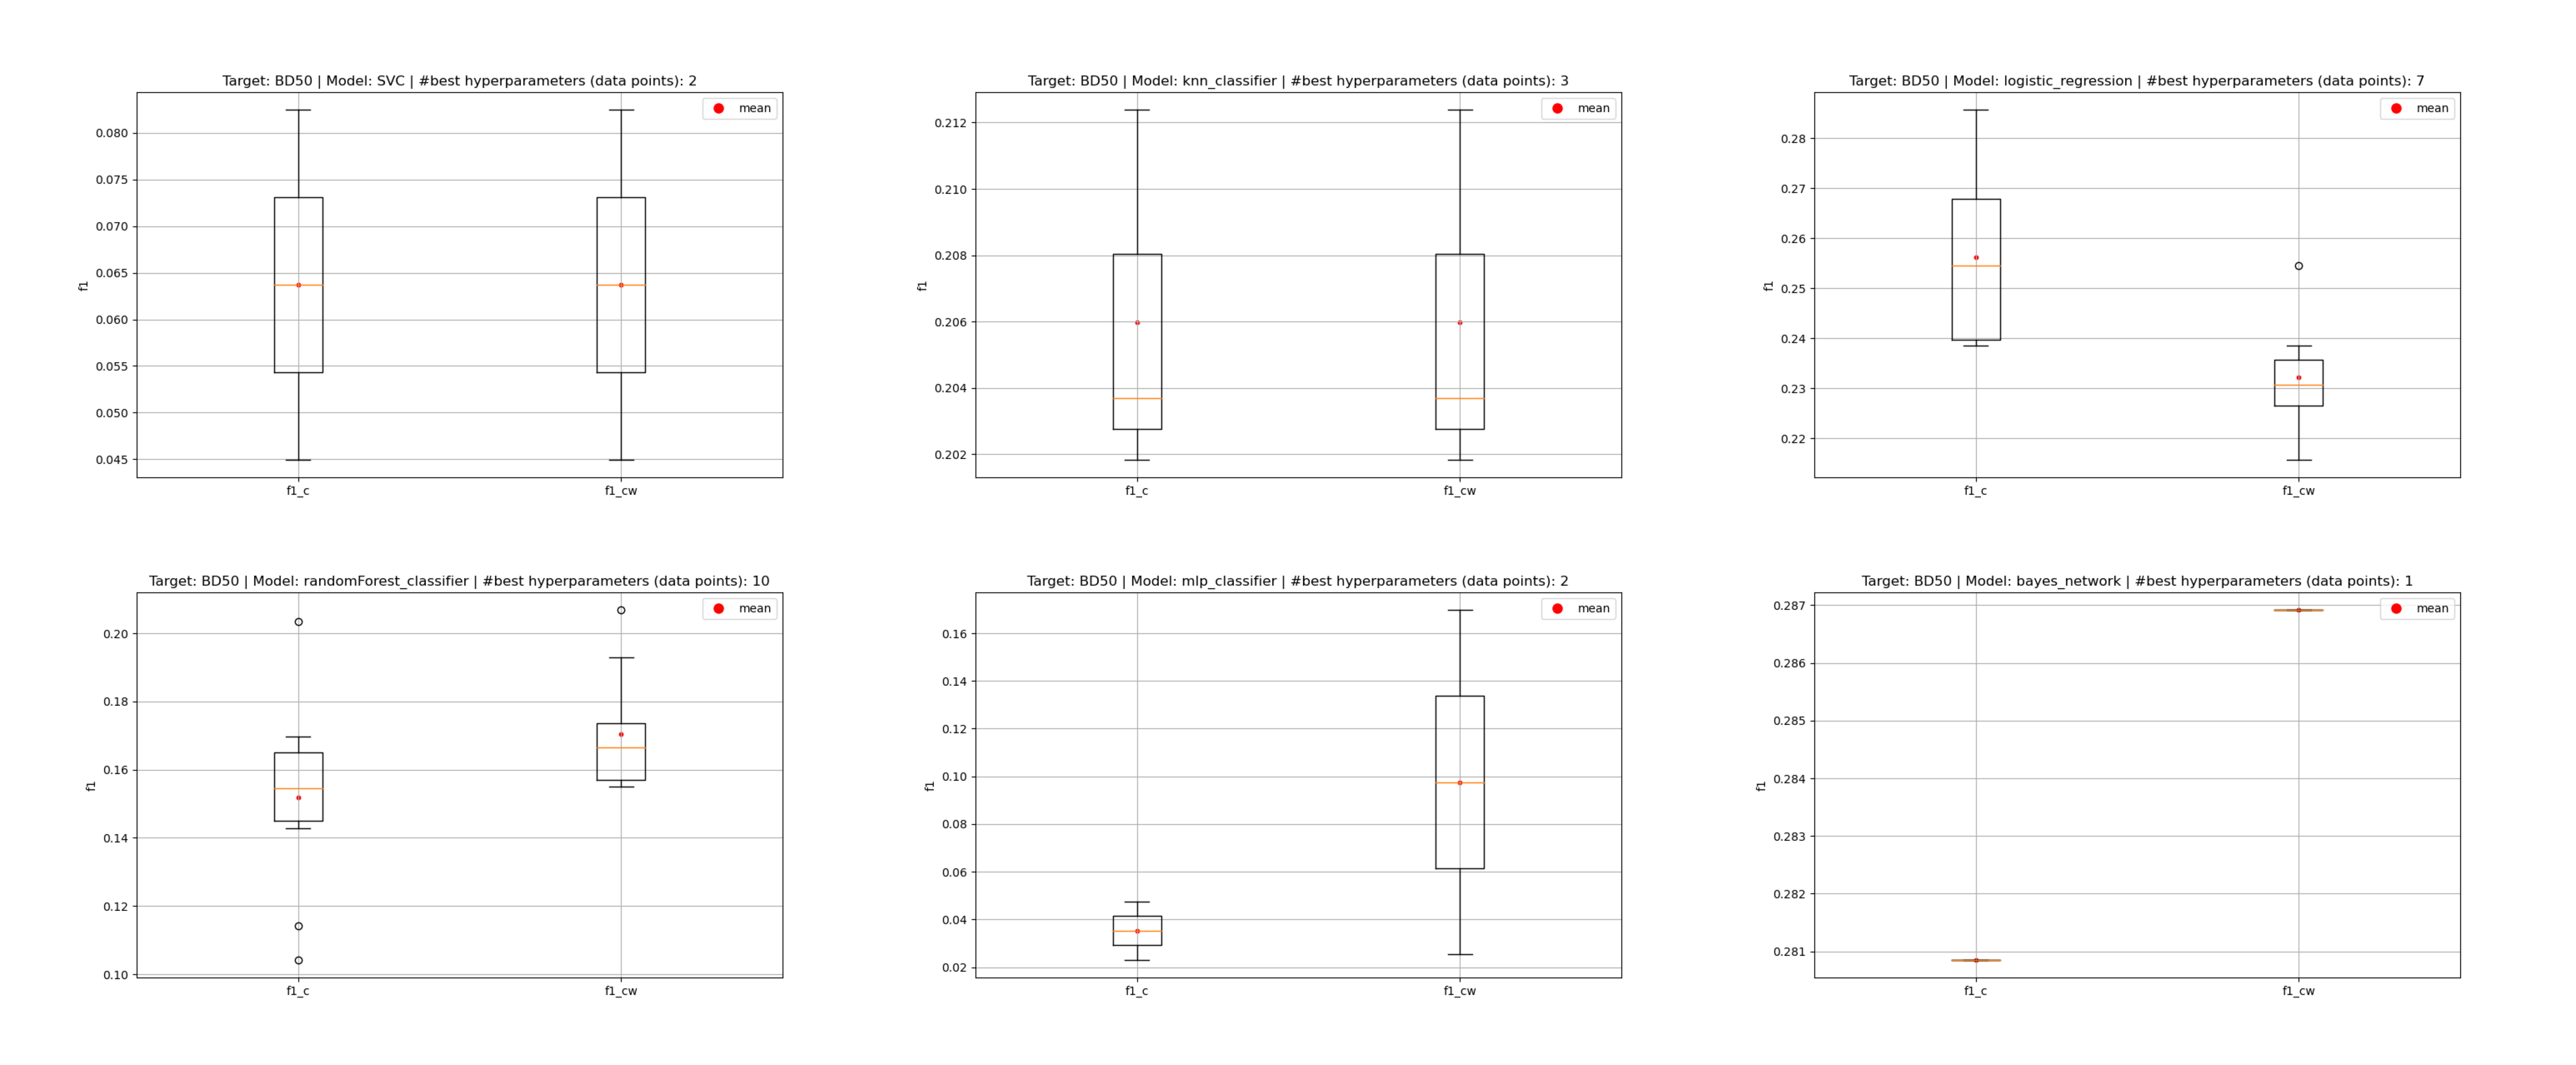 Target: BD50 | Model: SVC | #best hyperparameters (data points): 2
mean
0.080
0.075
0.070
0.065
0.060
0.055
0.050
0.045
f1
f1_c
f1_cw
Target: BD50 | Model: knn_classifier | #best hyperparameters (data points): 3
mean
0.212
0.210
0.208
0.206
0.204
0.202
f1
f1_c
f1_cw
Target: BD50 | Model: logistic_regression | #best hyperparameters (data points): 7
mean
0.28
0.27
0.26
0.25
0.24
0.23
0.22
f1
f1_c
f1_cw
Target: BD50 | Model: randomForest_classifier | #best hyperparameters (data points): 10
mean
0.20
0.18
0.16
0.14
0.12
0.10
f1
f1_c
f1_cw
Target: BD50 | Model: mlp_classifier | #best hyperparameters (data points): 2
mean
0.16
0.14
0.12
0.10
0.08
0.06
0.04
0.02
f1
f1_c
f1_cw
Target: BD50 | Model: bayes_network | #best hyperparameters (data points): 1
mean
0.287
0.286
0.285
0.284
0.283
0.282
0.281
f1
f1_c
f1_cw